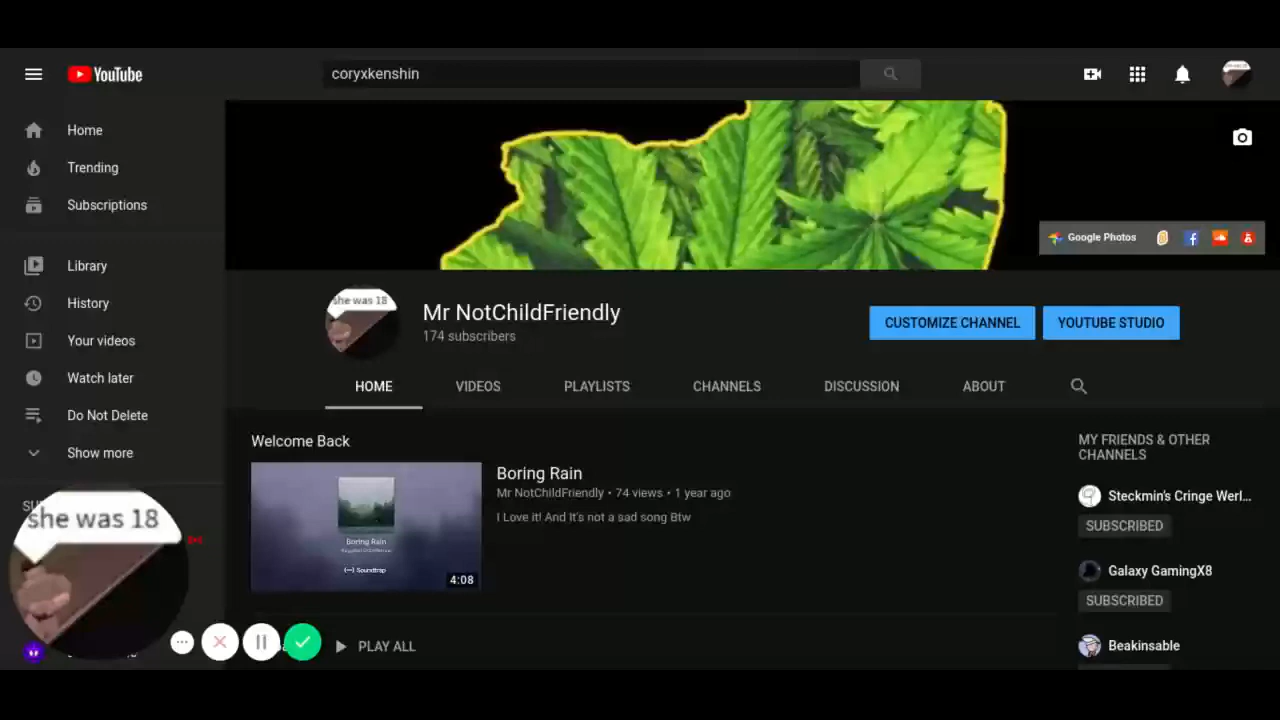 YouTube
coryxkenshin
Home
Trending
Subscriptions
Google Photos
Library
History
Your videos
Watch later
Do Not Delete
Show more
she was 18
Mr NotChildFriendly
174 subscribers
CUSTOMIZE CHANNEL
YOUTUBE STUDIO
HOME VIDEOS PLAYLISTS CHANNELS DISCUSSION ABOUT
Welcome Back
Boring Rain
Soundtrap
4:08
Boring Rain
Mr NotChildFriendly • 74 views • 1 year ago
I Love it! And It's not a sad song Btw
PLAY ALL
MY FRIENDS & OTHER
CHANNELS
Steckmin's Cringe Werl...
SUBSCRIBED
Galaxy GamingX8
SUBSCRIBED
Beakinsable
she was 18